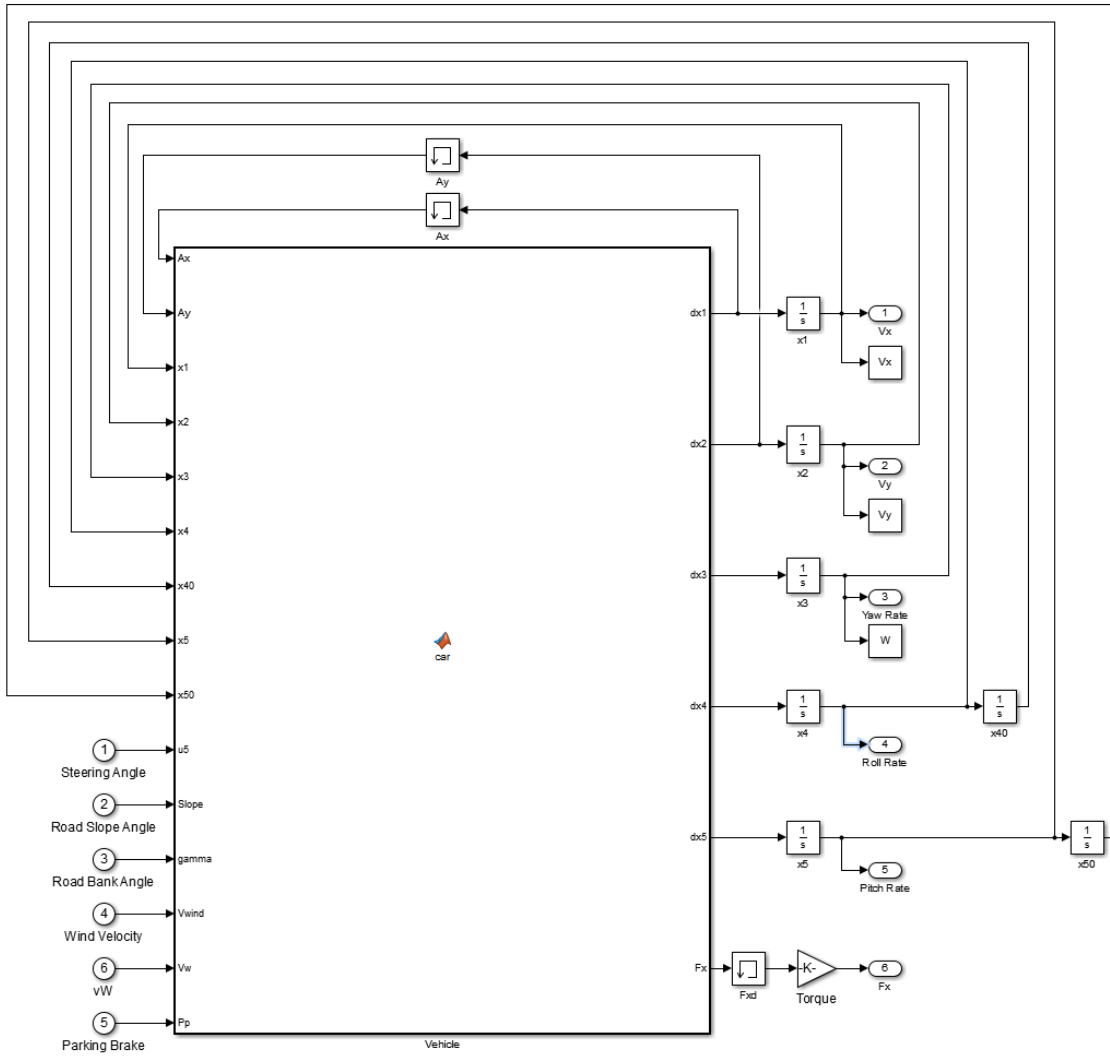 Ay
Ax
Ax
Ay
x1
x2
x3
x4
x40
x5
x50
u5
Slope
gamma
Vwind
Vw
Pp
1
Steering Angle
2
Road Slope Angle
3
Road Bank Angle
4
Wind Velocity
6
vW
5
Parking Brake
car
Vehicle
dx1
dx2
dx3
dx4
dx5
Fx
1
s
x1
1
Vx
Vx
1
s
x2
2
Vy
Vy
1
s
x3
3
Yaw Rate
W
1
s
x4
1
s
x40
4
Roll Rate
1
s
x5
1
s
x50
5
Pitch Rate
Fxd
-K-
Torque
6
Fx